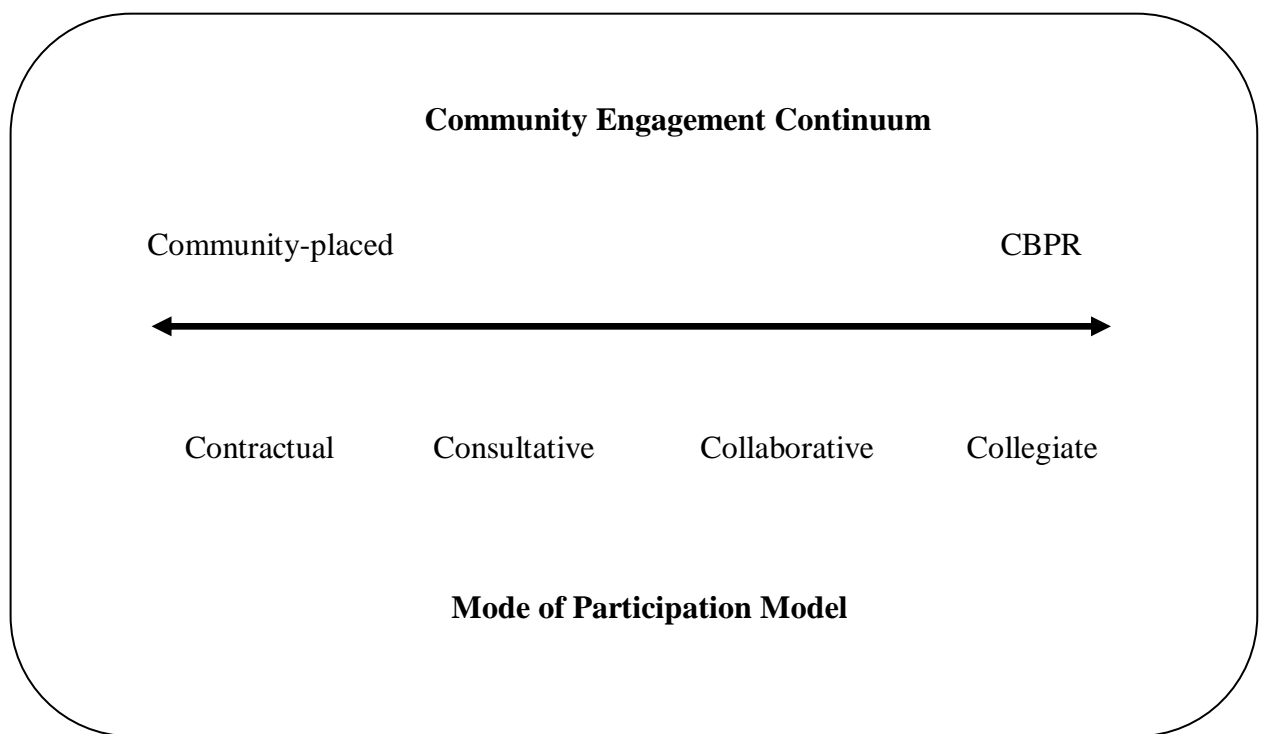 Community Engagement Continuum
Community-placed CBPR
Contractual Consultative Collaborative Collegiate
Mode of Participation Model